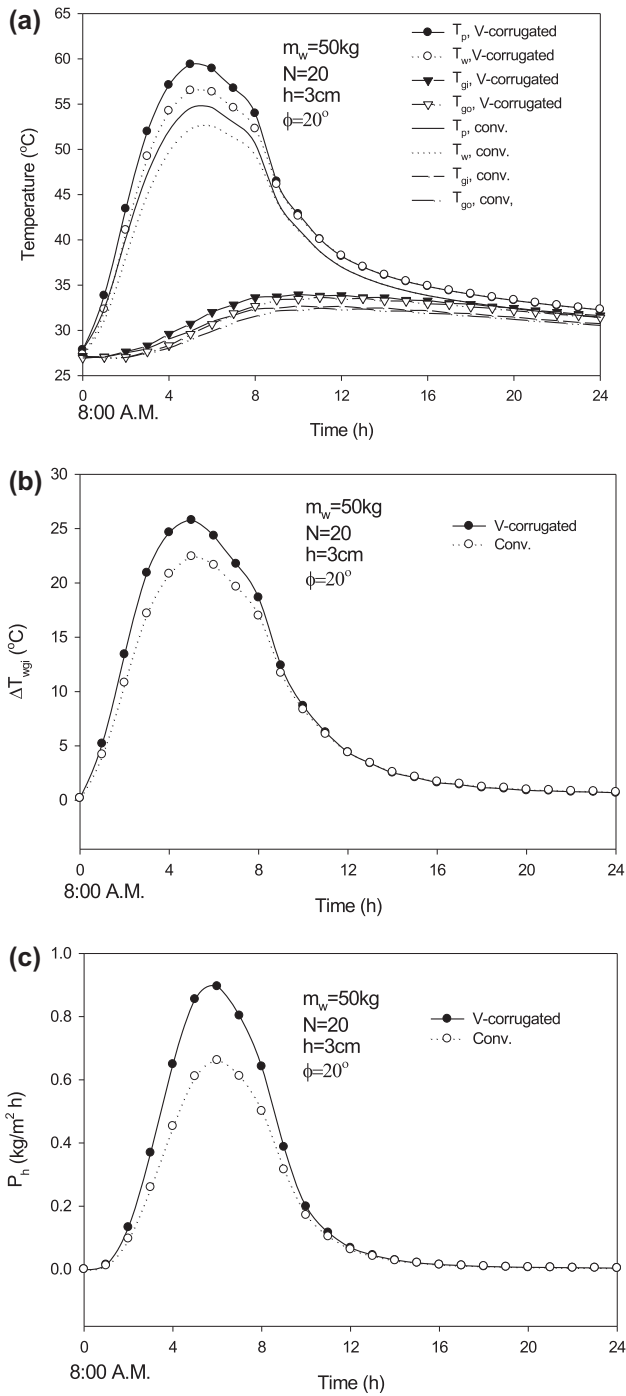 (a)
65
60
55
50
45
40
35
30
25
Temperature (°C)
m_w=50kg
N=20
h=3cm
ϕ=20°
T_p, V-corrugated
T_w,V-corrugated
T_gi, V-corrugated
T_go, V-corrugated
T_p, conv.
T_w, conv.
T_gi, conv.
T_go, conv,
0 4 8 12 16 20 24
8:00 A.M.
Time (h)
(b)
30
25
20
15
10
5
0
ΔT_wgi (°C)
m_w=50kg
N=20
h=3cm
ϕ=20°
V-corrugated
Conv.
0 4 8 12 16 20 24
8:00 A.M.
Time (h)
(c)
1.0
0.8
0.6
0.4
0.2
0.0
P_h (kg/m² h)
m_w=50kg
N=20
h=3cm
ϕ=20°
V-corrugated
Conv.
0 4 8 12 16 20 24
8:00 A.M.
Time (h)